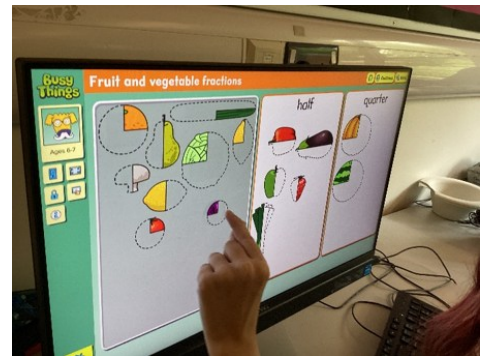 Busy
Things
Fruit and vegetable fractions
Ages 6-7
half
quarter